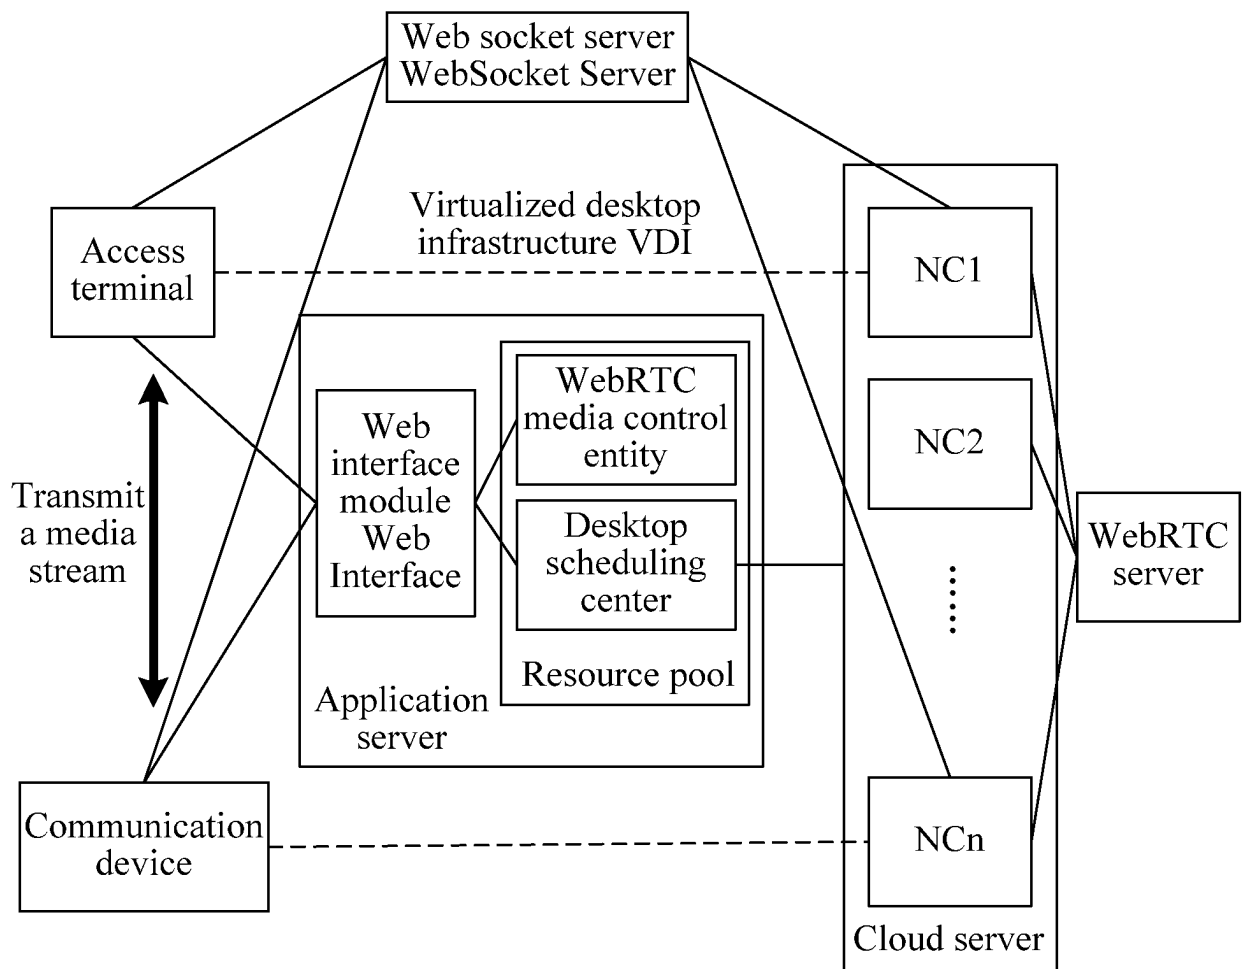 Web socket server
WebSocket Server
Virtualized desktop
infrastructure VDI
Access
terminal
NC1
WebRTC
media control
entity
NC2
Web
interface
module
Web
Interface
Transmit
a media
stream
Desktop
scheduling
center
WebRTC
server
Resource pool
Application
server
Communication
device
NCn
Cloud server